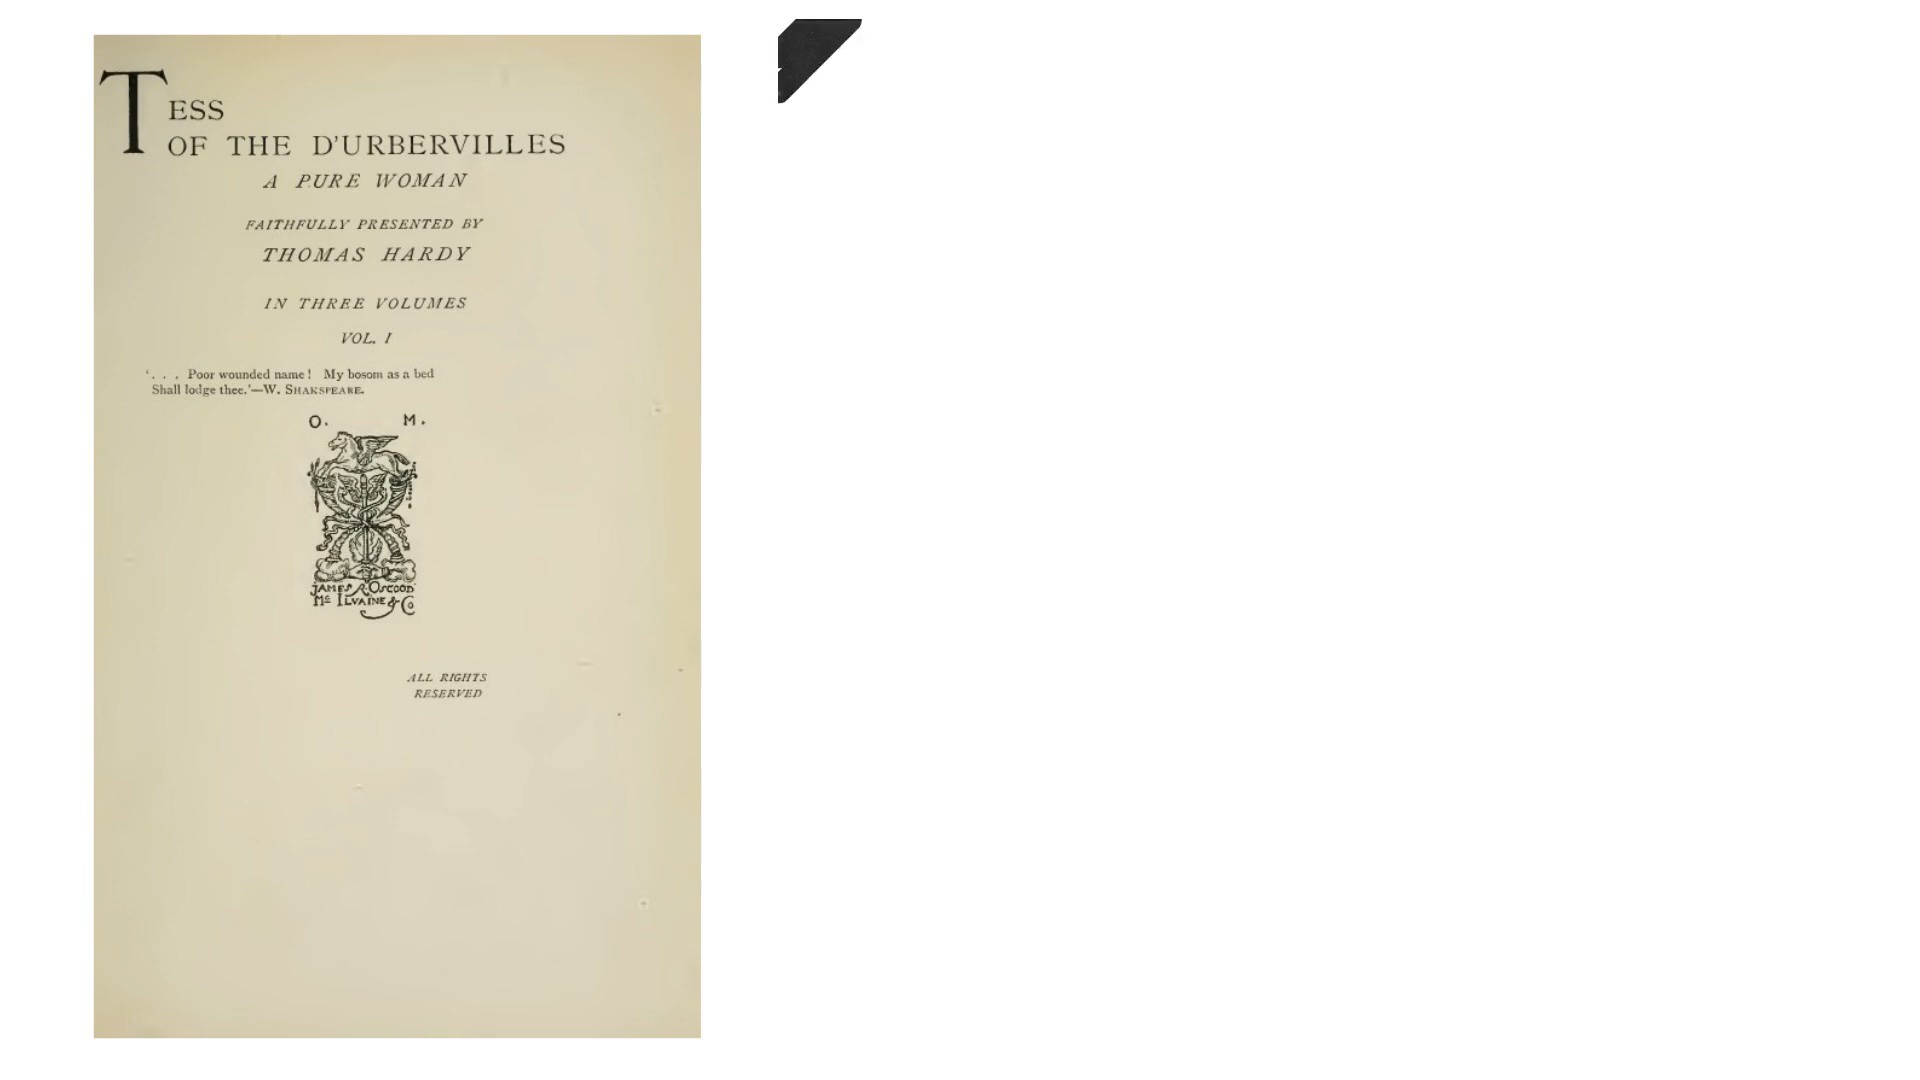 TESS
OF THE D'URBERVILLES
A PURE WOMAN
FAITHFULLY PRESENTED BY
THOMAS HARDY
IN THREE VOLUMES
VOL. I
‘. . . Poor wounded name! My bosom as a bed
Shall lodge thee.’—W. SHAKSPEARE.
O. M.
JAMES R. OSGOOD
Mc ILVAINE & Co
ALL RIGHTS
RESERVED